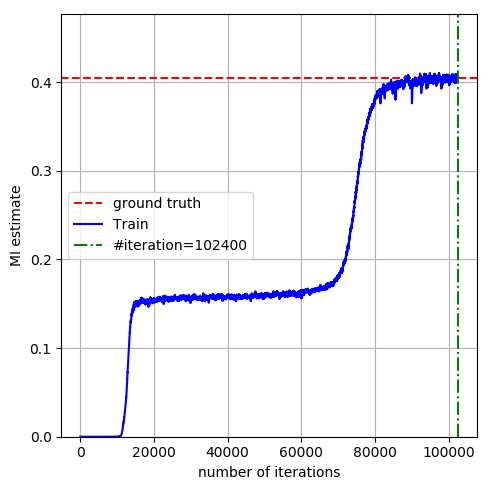 0.4
0.3
0.2
0.1
0.0
MI estimate
ground truth
Train
#iteration=102400
0 20000 40000 60000 80000 100000
number of iterations